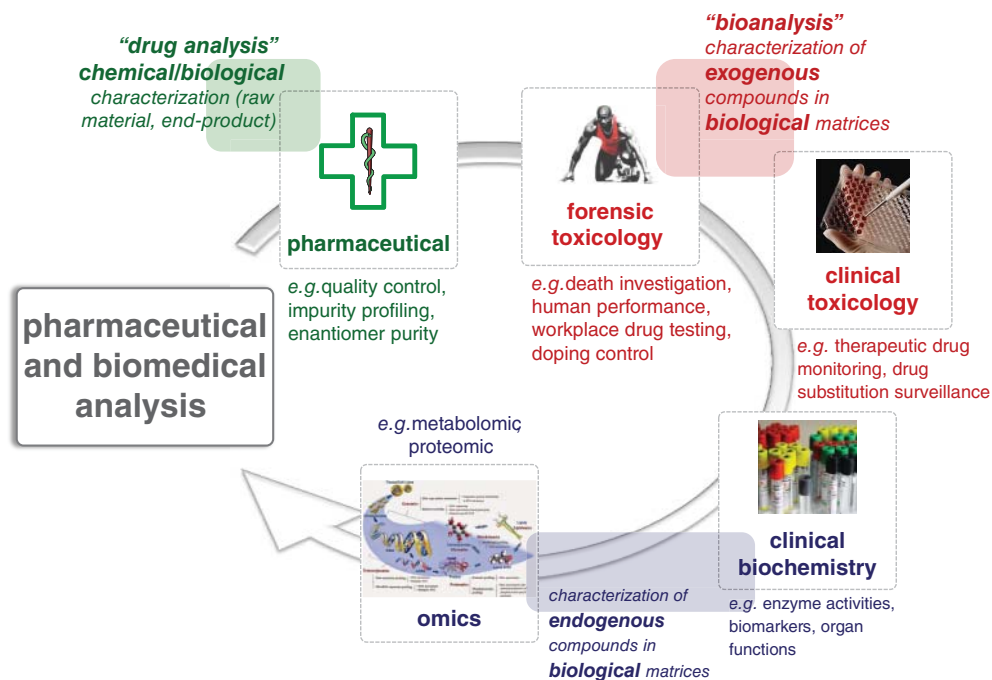 “drug analysis”
chemical/biological
characterization (raw
material, end-product)
“bioanalysis”
characterization of
exogenous
compounds in
biological matrices
pharmaceutical
e.g.quality control,
impurity profiling,
enantiomer purity
forensic
toxicology
e.g.death investigation,
human performance,
workplace drug testing,
doping control
clinical
toxicology
e.g. therapeutic drug
monitoring, drug
substitution surveillance
pharmaceutical
and biomedical
analysis
clinical
biochemistry
e.g. enzyme activities,
biomarkers, organ
functions
e.g.metabolomic,
proteomic
omics
characterization of
endogenous
compounds in
biological matrices